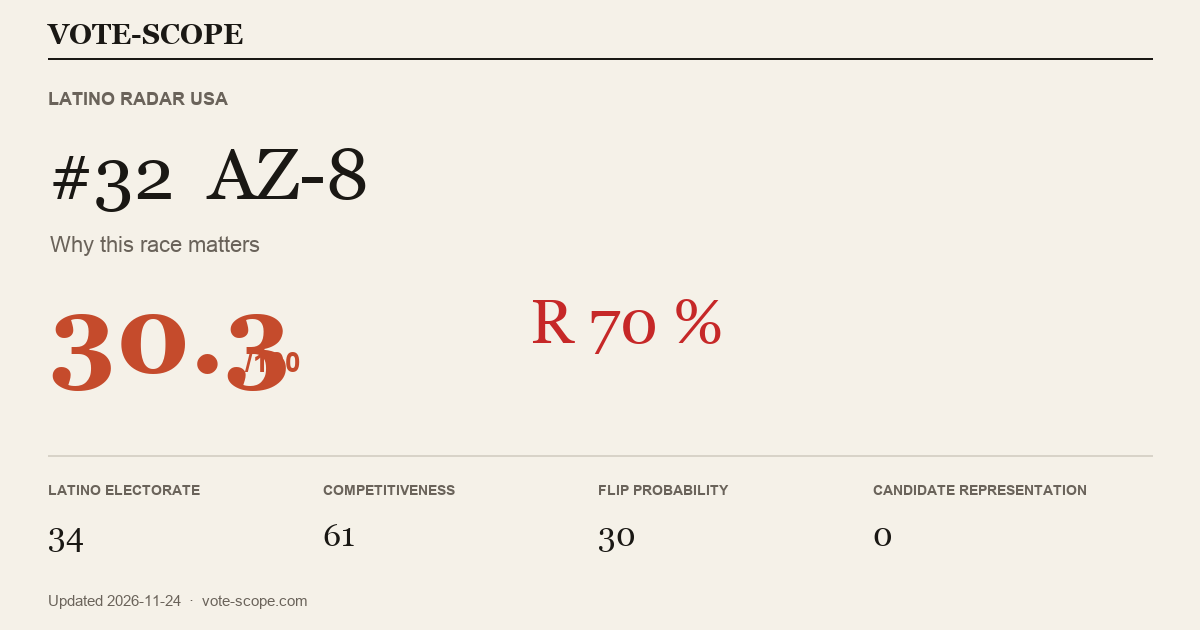 VOTE-SCOPE
LATINO RADAR USA
#32 AZ-8
Why this race matters
30.3 /100
R 70 %
LATINO ELECTORATE
COMPETITIVENESS
FLIP PROBABILITY
CANDIDATE REPRESENTATION
34
61
30
0
Updated 2026-11-24 · vote-scope.com